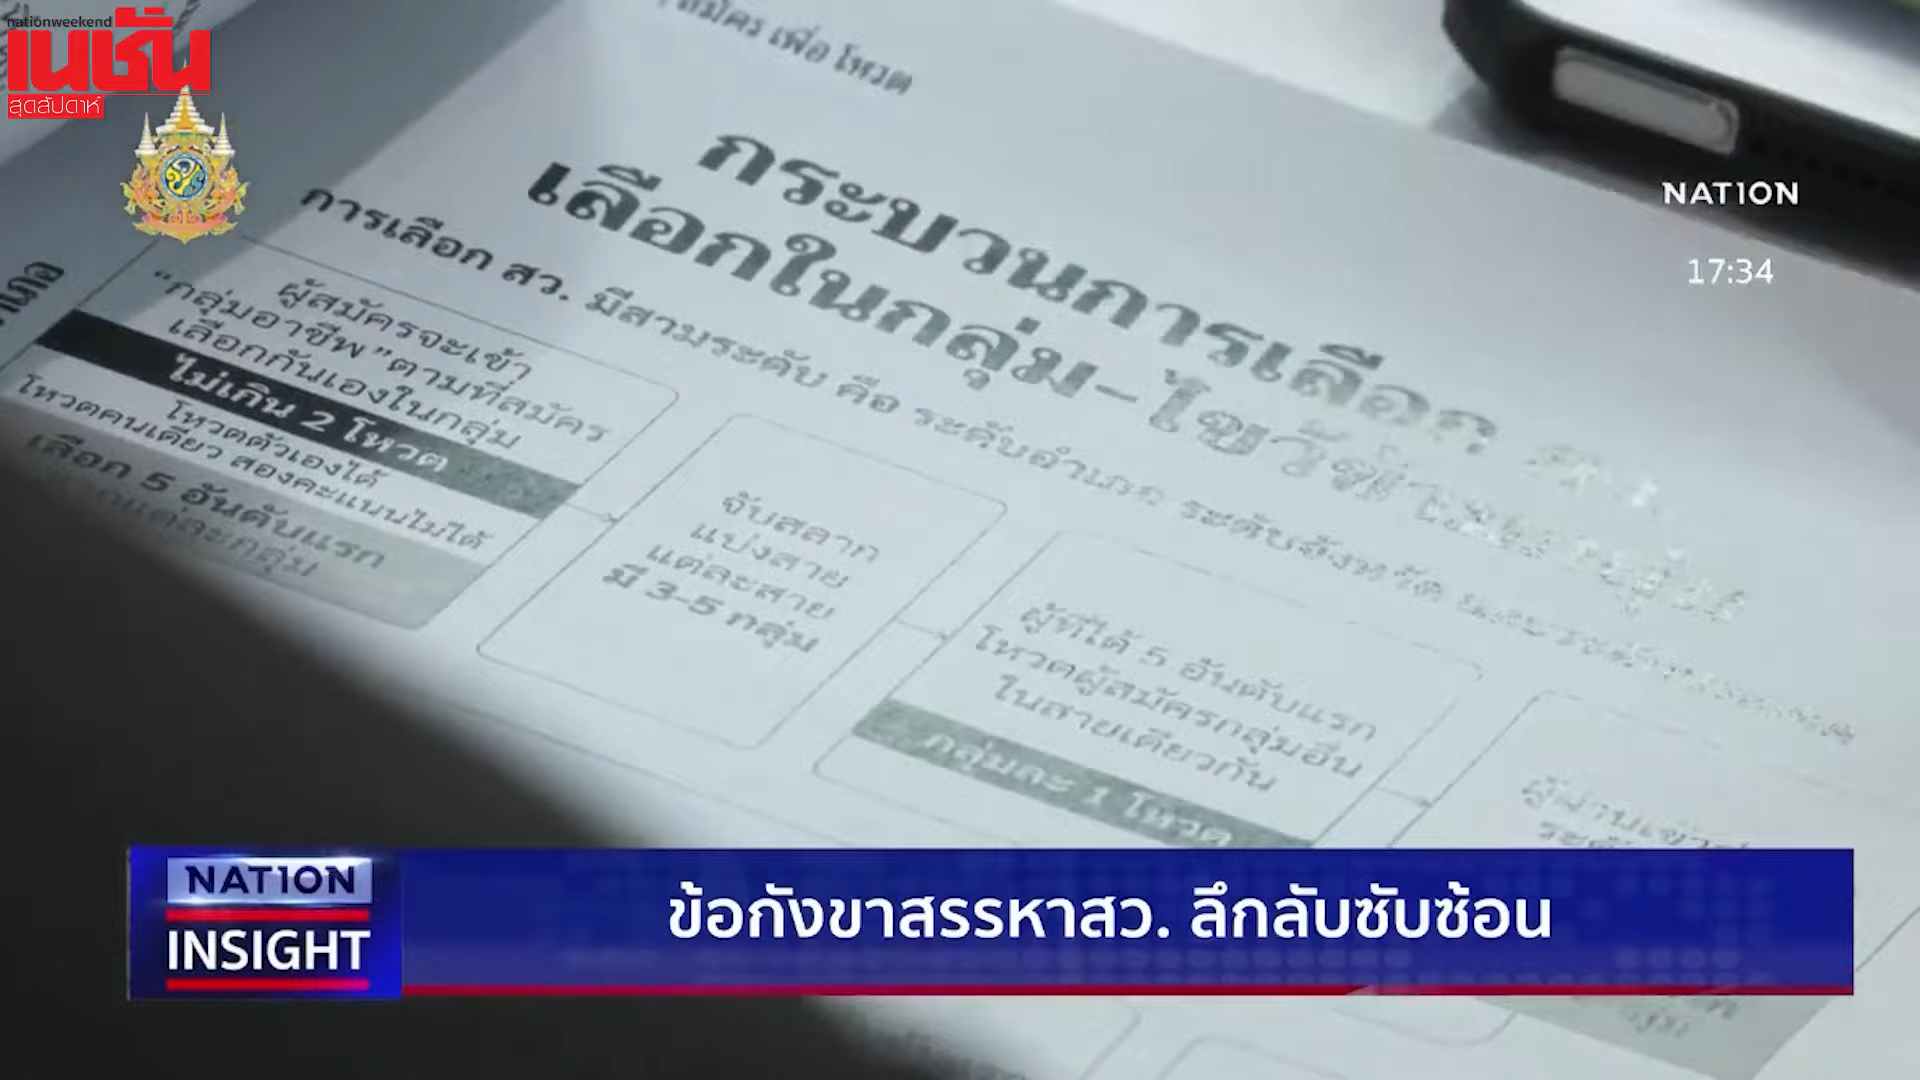 nationweekend
เนชั่น
สุดสัปดาห์
NATION
17:34
เพื่อ โหวต
กระบวนการเลือก สว.
เลือกในกลุ่ม-ไขว้
การเลือก สว. มีสามระดับ คือ ระดับอำเภอ ระดับจังหวัด
ผู้สมัครจะเข้า
“กลุ่มอาชีพ”ตามที่สมัคร
เลือกกันเองในกลุ่ม
ไม่เกิน 2 โหวต
โหวตตัวเองได้
โหวตคนเดียว สองคะแนนไม่ได้
เลือก 5 อันดับแรก
จับสลาก
แบ่งสาย
แต่ละสาย
มี 3-5 กลุ่ม
ผู้ที่ได้ 5 อันดับแรก
โหวตผู้สมัครกลุ่มอื่น
ในสายเดียวกัน
กลุ่มละ 1 โหวต
NATION
INSIGHT
ข้อกังขาสรรหาสว. ลึกลับซับซ้อน